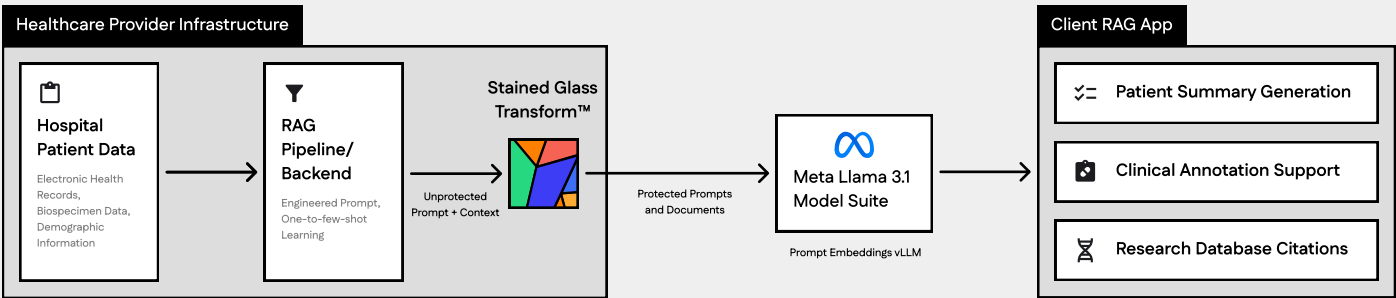 Healthcare Provider Infrastructure
Hospital
Patient Data
Electronic Health
Records,
Biospecimen Data,
Demographic
Information
RAG
Pipeline/
Backend
Engineered Prompt,
One-to-few-shot
Learning
Unprotected
Prompt + Context
Stained Glass
Transform™
Protected Prompts
and Documents
Meta Llama 3.1
Model Suite
Prompt Embeddings vLLM
Client RAG App
Patient Summary Generation
Clinical Annotation Support
Research Database Citations